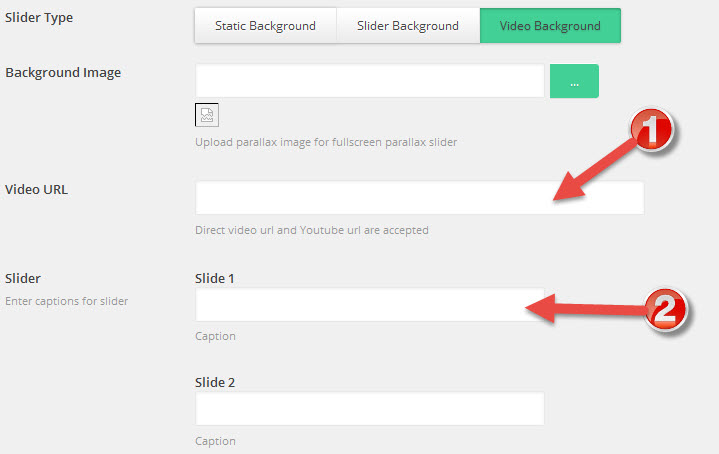 Slider Type
Static Background
Slider Background
Video Background
Background Image
...
Upload parallax image for fullscreen parallax slider
1
Video URL
Direct video url and Youtube url are accepted
Slider
Enter captions for slider
Slide 1
2
Caption
Slide 2
Caption